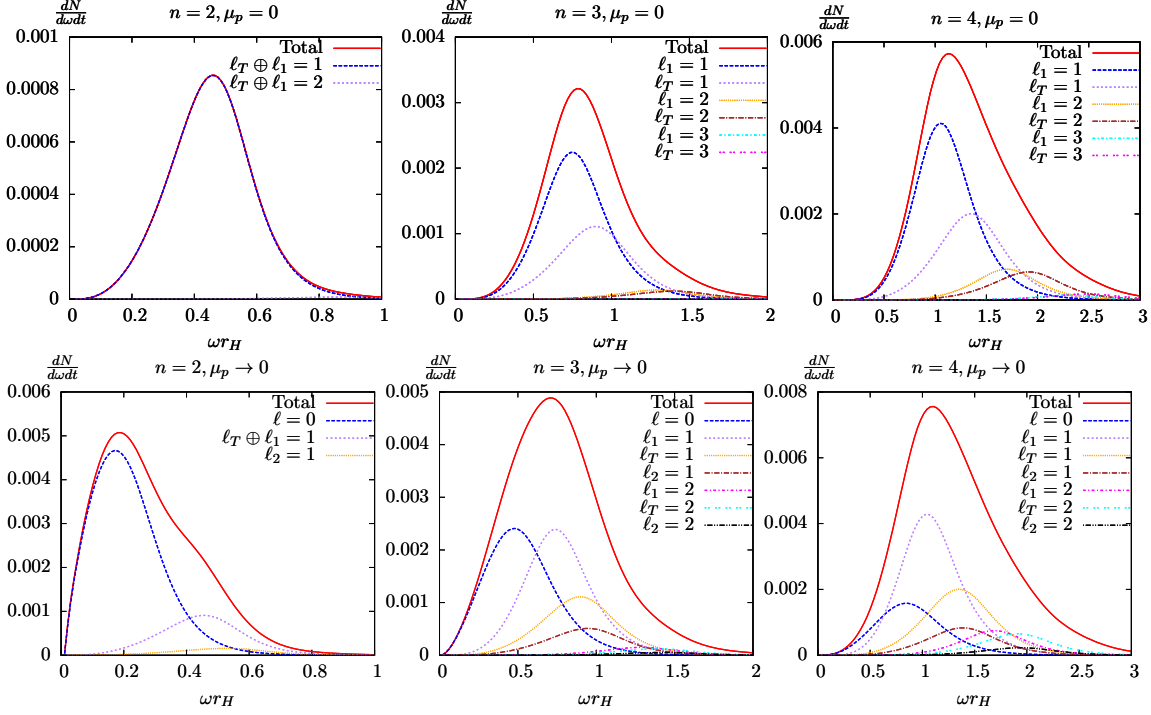 dN/dωdt n = 2, μ_p = 0
0.001
0.0008
0.0006
0.0004
0.0002
0
0 0.2 0.4 0.6 0.8 1
ωr_H
Total
ℓ_T ⊕ ℓ_1 = 1
ℓ_T ⊕ ℓ_1 = 2
dN/dωdt n = 3, μ_p = 0
0.004
0.003
0.002
0.001
0
0 0.5 1 1.5 2
ωr_H
Total
ℓ_1 = 1
ℓ_T = 1
ℓ_1 = 2
ℓ_T = 2
ℓ_1 = 3
ℓ_T = 3
dN/dωdt n = 4, μ_p = 0
0.006
0.004
0.002
0
0 0.5 1 1.5 2 2.5 3
ωr_H
Total
ℓ_1 = 1
ℓ_T = 1
ℓ_1 = 2
ℓ_T = 2
ℓ_1 = 3
ℓ_T = 3
dN/dωdt n = 2, μ_p → 0
0.006
0.005
0.004
0.003
0.002
0.001
0
0 0.2 0.4 0.6 0.8 1
ωr_H
Total
ℓ = 0
ℓ_T ⊕ ℓ_1 = 1
ℓ_2 = 1
dN/dωdt n = 3, μ_p → 0
0.005
0.004
0.003
0.002
0.001
0
0 0.5 1 1.5 2
ωr_H
Total
ℓ = 0
ℓ_1 = 1
ℓ_T = 1
ℓ_2 = 1
ℓ_1 = 2
ℓ_T = 2
ℓ_2 = 2
dN/dωdt n = 4, μ_p → 0
0.008
0.006
0.004
0.002
0
0 0.5 1 1.5 2 2.5 3
ωr_H
Total
ℓ = 0
ℓ_1 = 1
ℓ_T = 1
ℓ_2 = 1
ℓ_1 = 2
ℓ_T = 2
ℓ_2 = 2